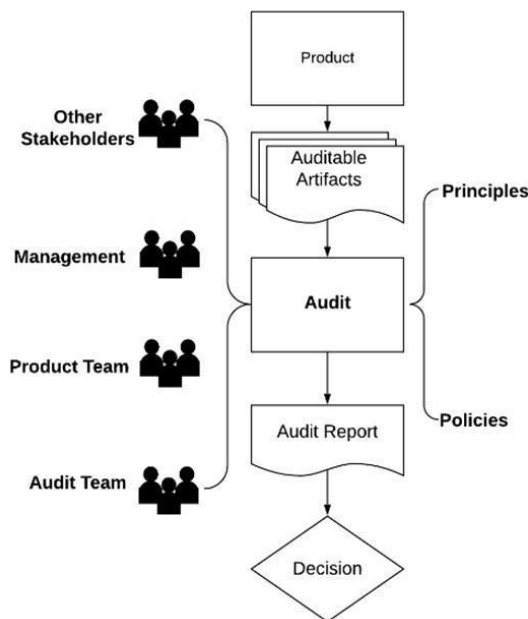 Product
Other
Stakeholders
Auditable
Artifacts
Principles
Management
Audit
Product Team
Policies
Audit Report
Audit Team
Decision